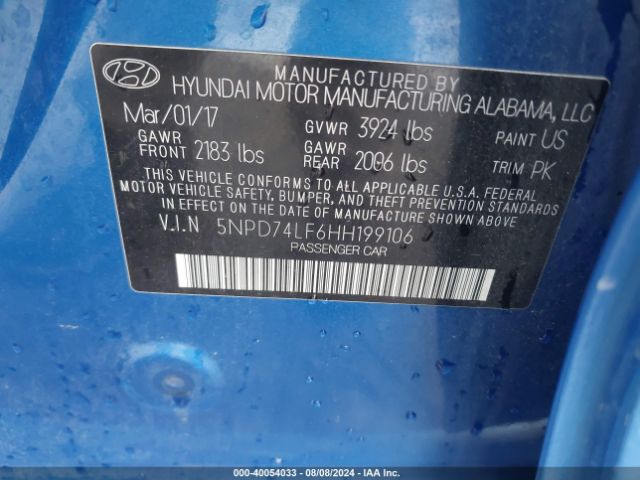 MANUFACTURED BY
HYUNDAI MOTOR MANUFACTURING ALABAMA, LLC
Mar/01/17 GVWR 3924 lbs PAINT US
GAWR FRONT 2183 lbs GAWR REAR 2006 lbs TRIM PK
THIS VEHICLE CONFORMS TO ALL APPLICABLE U.S.A. FEDERAL
MOTOR VEHICLE SAFETY, BUMPER, AND THEFT PREVENTION STANDARDS
IN EFFECT ON THE DATE OF MANUFACTURE SHOWN ABOVE.
V.I.N 5NPD74LF6HH199106
PASSENGER CAR
000-40054033 - 08/08/2024 - IAA Inc.